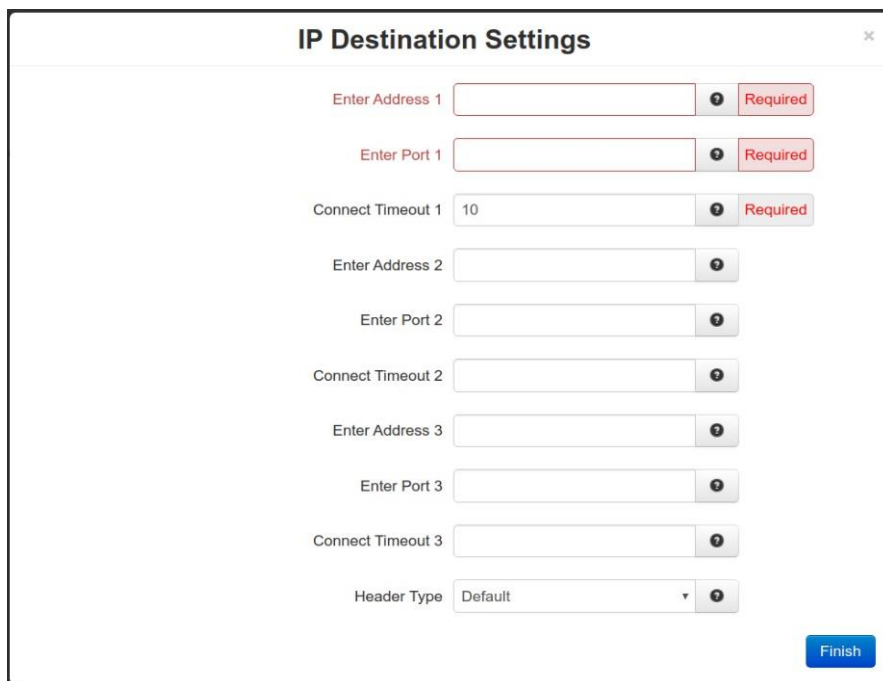 IP Destination Settings ×
Enter Address 1 Required
Enter Port 1 Required
Connect Timeout 1 10 Required
Enter Address 2
Enter Port 2
Connect Timeout 2
Enter Address 3
Enter Port 3
Connect Timeout 3
Header Type Default
Finish